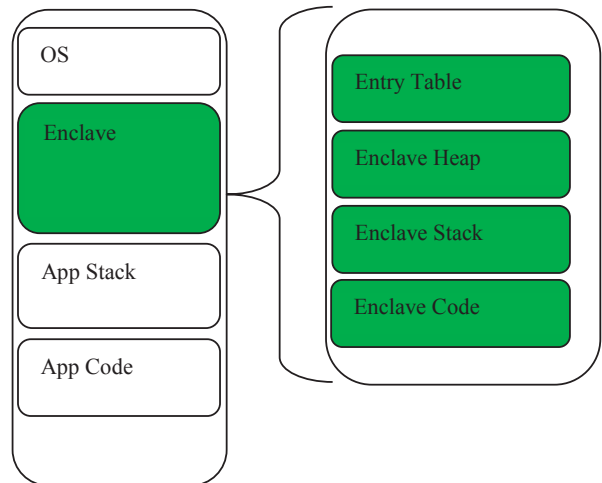 OS
Enclave
App Stack
App Code
Entry Table
Enclave Heap
Enclave Stack
Enclave Code